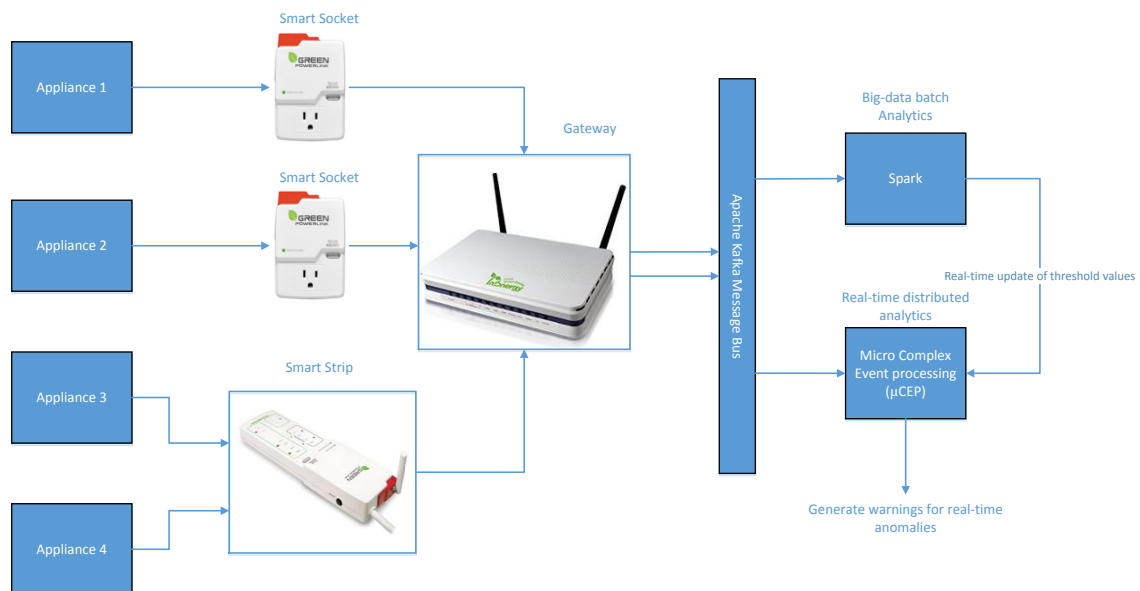 Smart Socket
Appliance 1
GREEN
POWERLINK
Big-data batch
Analytics
Gateway
Spark
Smart Socket
Appliance 2
GREEN
POWERLINK
InEnergy
Apache Kafka Message Bus
Real-time update of threshold values
Real-time distributed
analytics
Micro Complex
Event processing
(μCEP)
Smart Strip
Appliance 3
GREEN
Appliance 4
Generate warnings for real-time
anomalies